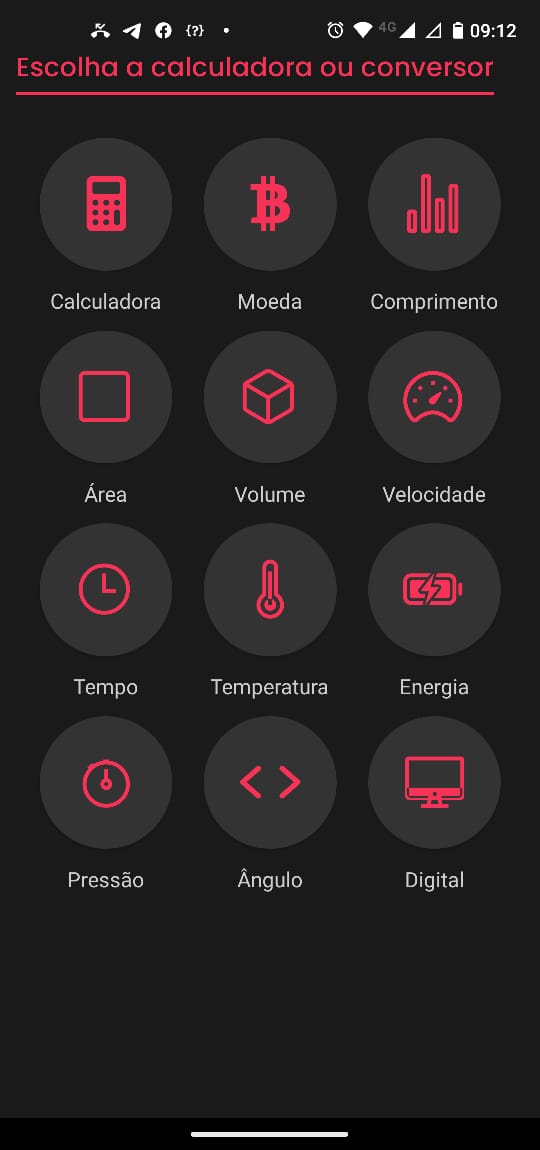 {?} 4G 09:12
Escolha a calculadora ou conversor
Calculadora Moeda Comprimento
Área Volume Velocidade
Tempo Temperatura Energia
Pressão Ângulo Digital